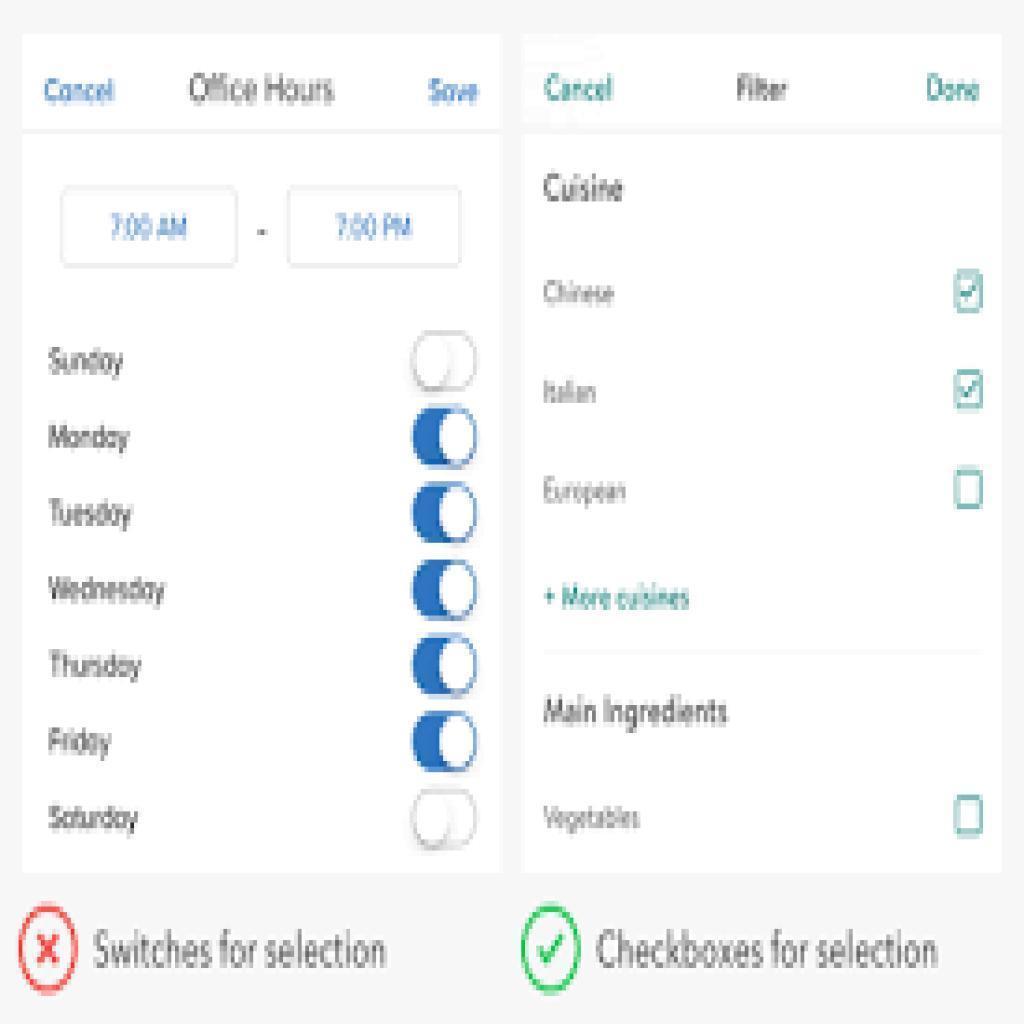 Cancel Office Hours Save
7:00 AM - 7:00 PM
Sunday
Monday
Tuesday
Wednesday
Thursday
Friday
Saturday
Switches for selection
Cancel Filter Done
Cuisine
Chinese
Italian
European
+ More cuisines
Main Ingredients
Vegetables
Checkboxes for selection